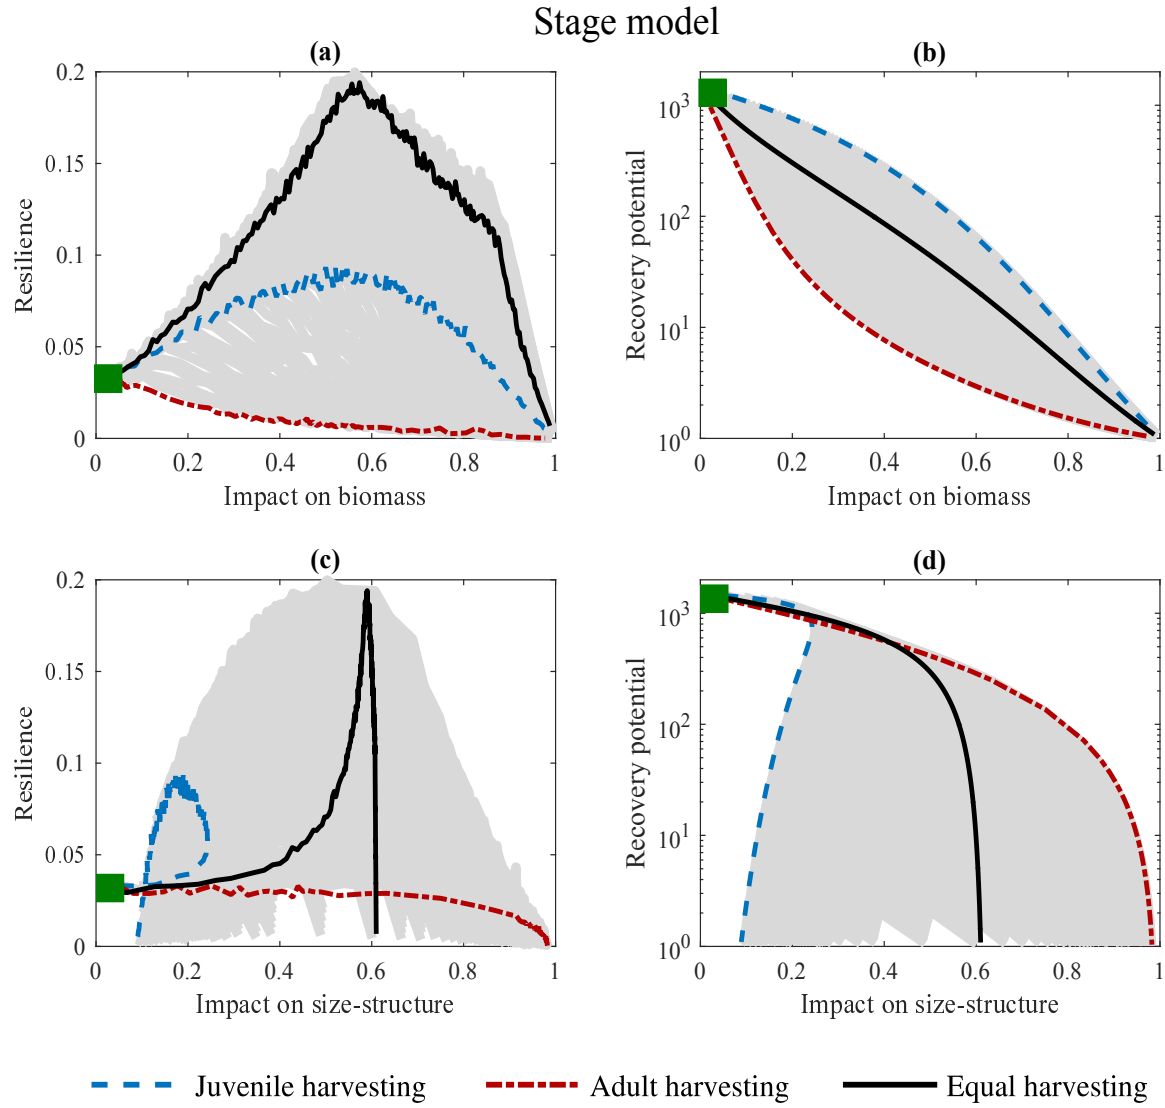 Stage model
(a)
(b)
0.2
0.15
0.1
0.05
0
Resilience
0 0.2 0.4 0.6 0.8 1
Impact on biomass
10^3
10^2
10^1
10^0
Recovery potential
0 0.2 0.4 0.6 0.8 1
Impact on biomass
(c)
(d)
0.2
0.15
0.1
0.05
0
Resilience
0 0.2 0.4 0.6 0.8 1
Impact on size-structure
10^3
10^2
10^1
10^0
Recovery potential
0 0.2 0.4 0.6 0.8 1
Impact on size-structure
Juvenile harvesting
Adult harvesting
Equal harvesting